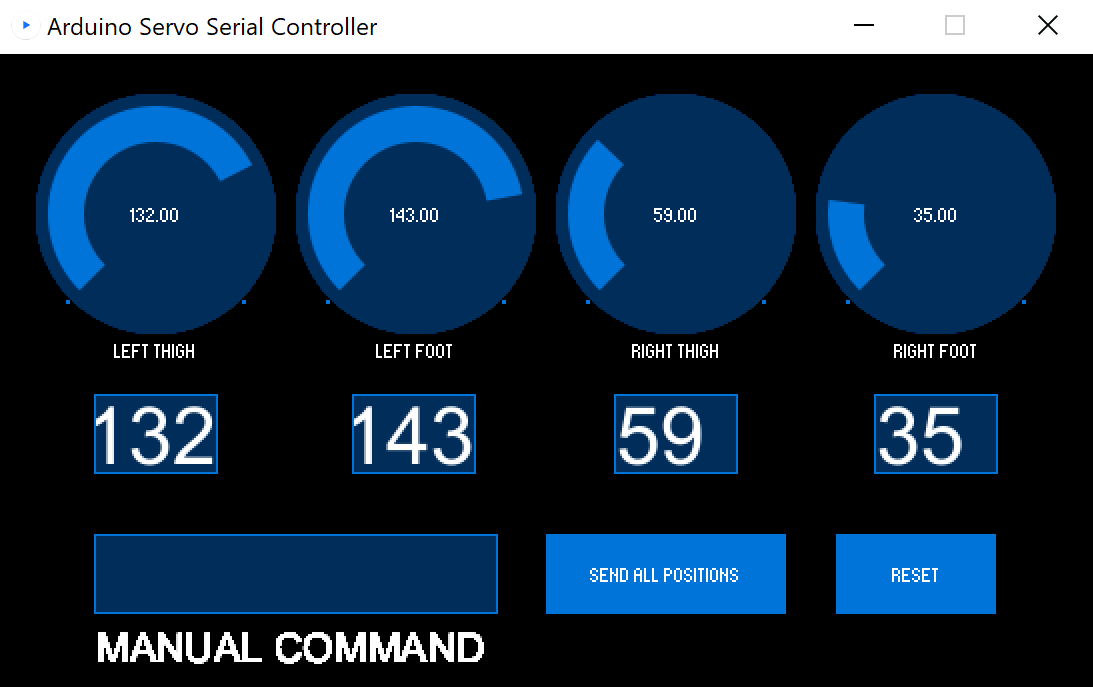 Arduino Servo Serial Controller
132.00 143.00 59.00 35.00
LEFT THIGH LEFT FOOT RIGHT THIGH RIGHT FOOT
132 143 59 35
SEND ALL POSITIONS RESET
MANUAL COMMAND